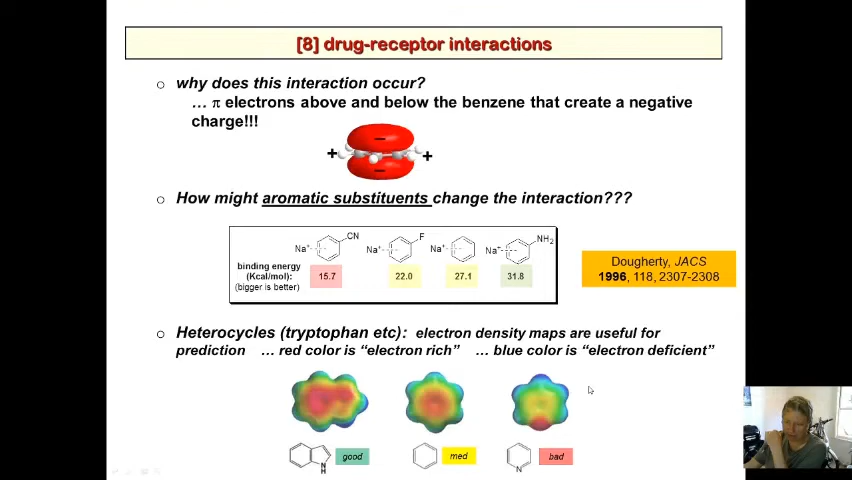 [8] drug-receptor interactions
o why does this interaction occur?
... π electrons above and below the benzene that create a negative
charge!!!
+ − − +
o How might aromatic substituents change the interaction???
Na⁺ CN Na⁺ F Na⁺ Na⁺ NH₂
binding energy
(Kcal/mol): 15.7 22.0 27.1 31.8
(bigger is better)
Dougherty, JACS
1996, 118, 2307-2308
o Heterocycles (tryptophan etc): electron density maps are useful for
prediction ... red color is "electron rich" ... blue color is "electron deficient"
N
H good med N bad